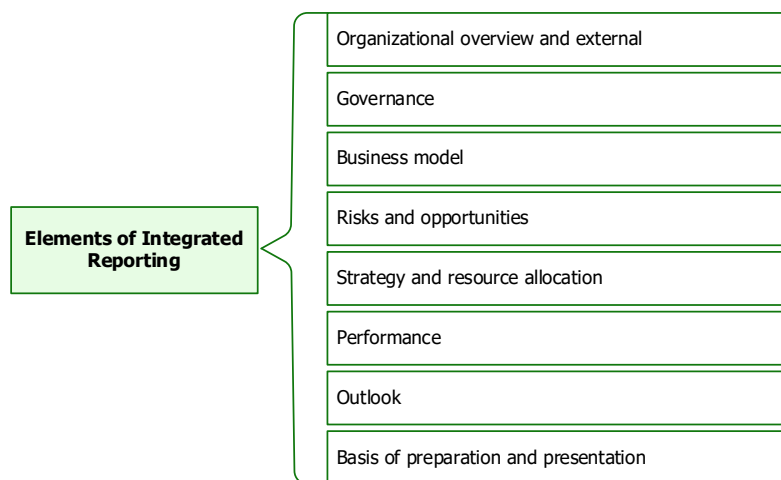 Elements of Integrated
Reporting
Organizational overview and external
Governance
Business model
Risks and opportunities
Strategy and resource allocation
Performance
Outlook
Basis of preparation and presentation